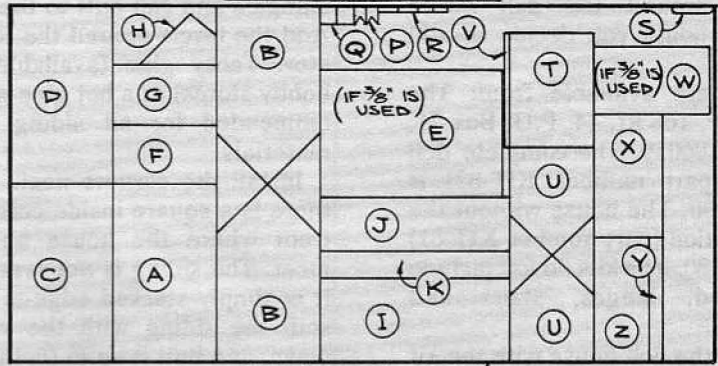 H B Q P R V S
D G (IF 3/8" IS USED) T (IF 3/8" IS USED) W
E
F X
J U
C A K Y
B I U Z